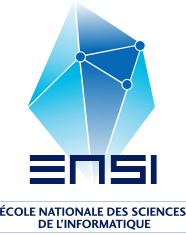 ENSI
ÉCOLE NATIONALE DES SCIENCES
DE L'INFORMATIQUE